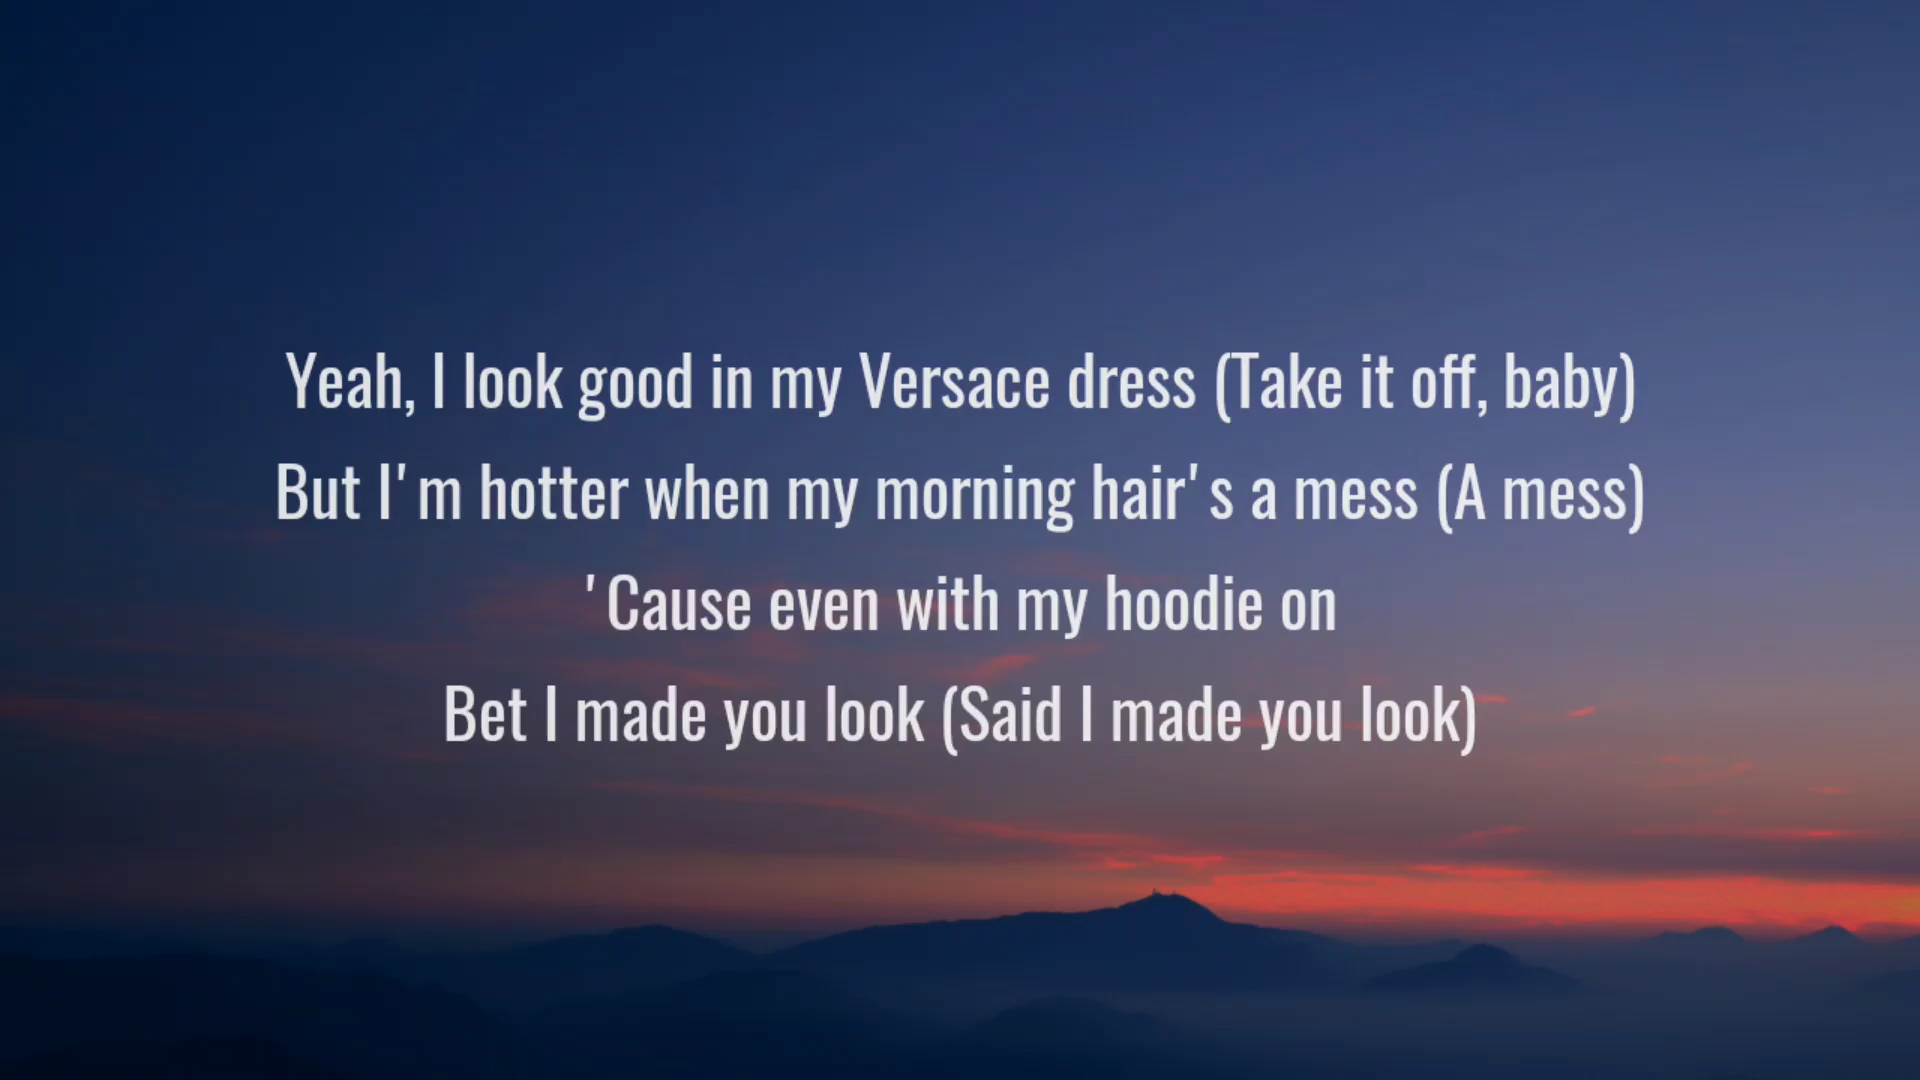 Yeah, I look good in my Versace dress (Take it off, baby)
But I'm hotter when my morning hair's a mess (A mess)
'Cause even with my hoodie on
Bet I made you look (Said I made you look)